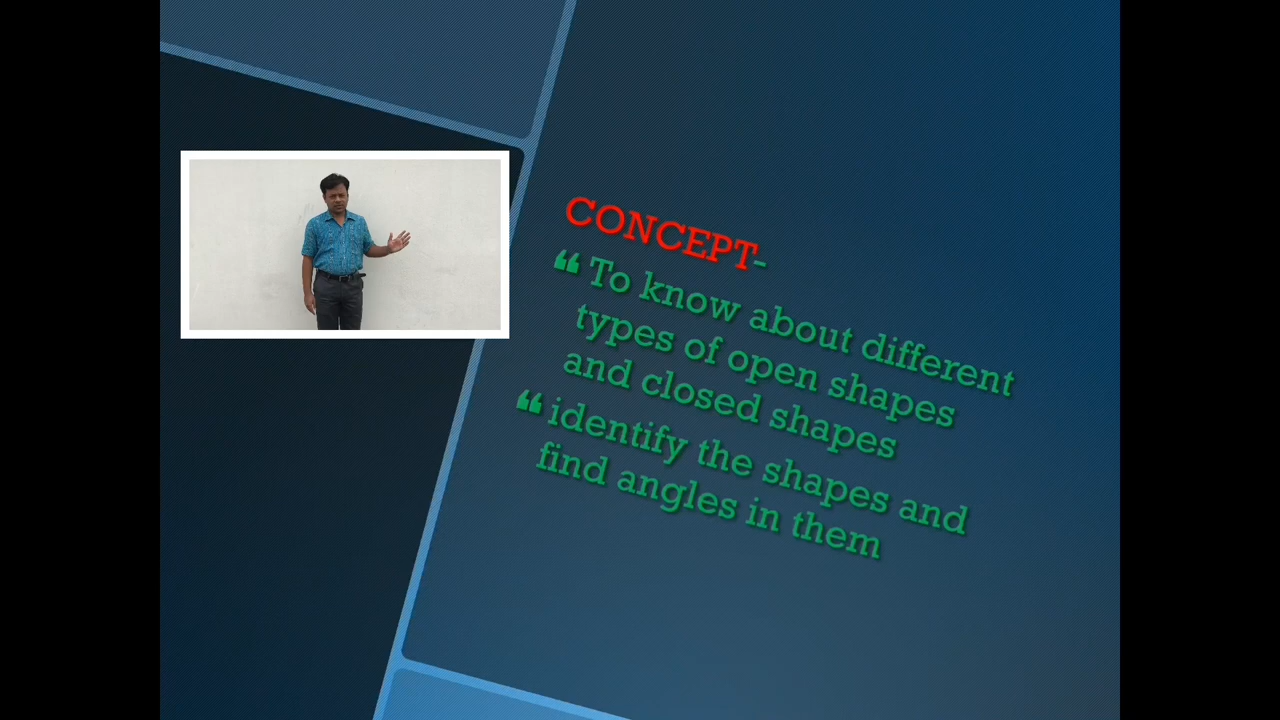 CONCEPT-
❝ To know about different
types of open shapes
and closed shapes
❝ identify the shapes and
find angles in them